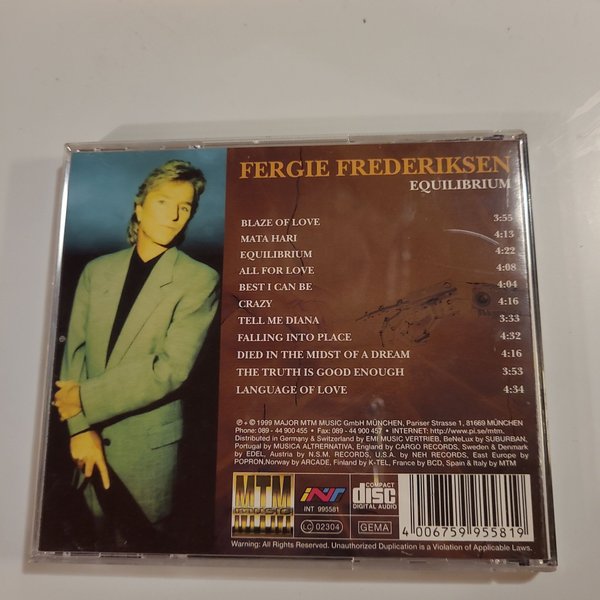 FERGIE FREDERIKSEN
EQUILIBRIUM
BLAZE OF LOVE 3:55
MATA HARI 4:13
EQUILIBRIUM 4:22
ALL FOR LOVE 4:08
BEST I CAN BE 4:04
CRAZY 4:16
TELL ME DIANA 3:33
FALLING INTO PLACE 4:32
DIED IN THE MIDST OF A DREAM 4:16
THE TRUTH IS GOOD ENOUGH 3:53
LANGUAGE OF LOVE 4:34
℗ + © 1999 MAJOR MTM MUSIC GmbH MÜNCHEN, Pariser Strasse 1, 81669 MÜNCHEN
Phone: 089 - 44 900 455 • Fax: 089 - 44 900 457 • INTERNET: http://www.pi.se/mtm.
Distributed in Germany & Switzerland by EMI MUSIC VERTRIEB, BeNeLux by SUBURBAN,
Portugal by MUSICA ALTRERNATIVA, England by CARGO RECORDS, Sweden & Denmark
by EDEL, Austria by N.S.M. RECORDS, U.S.A. by NEH RECORDS, East Europe by
POPRON,Norway by ARCADE, Finland by K-TEL, France by BCD, Spain & Italy by MTM
MTM
MUSIC
INT
INT 995581
LC 02304
GEMA
COMPACT
disc
DIGITAL AUDIO
4 006759 955819
Warning: All Rights Reserved. Unauthorized Duplication is a Violation of Applicable Laws.